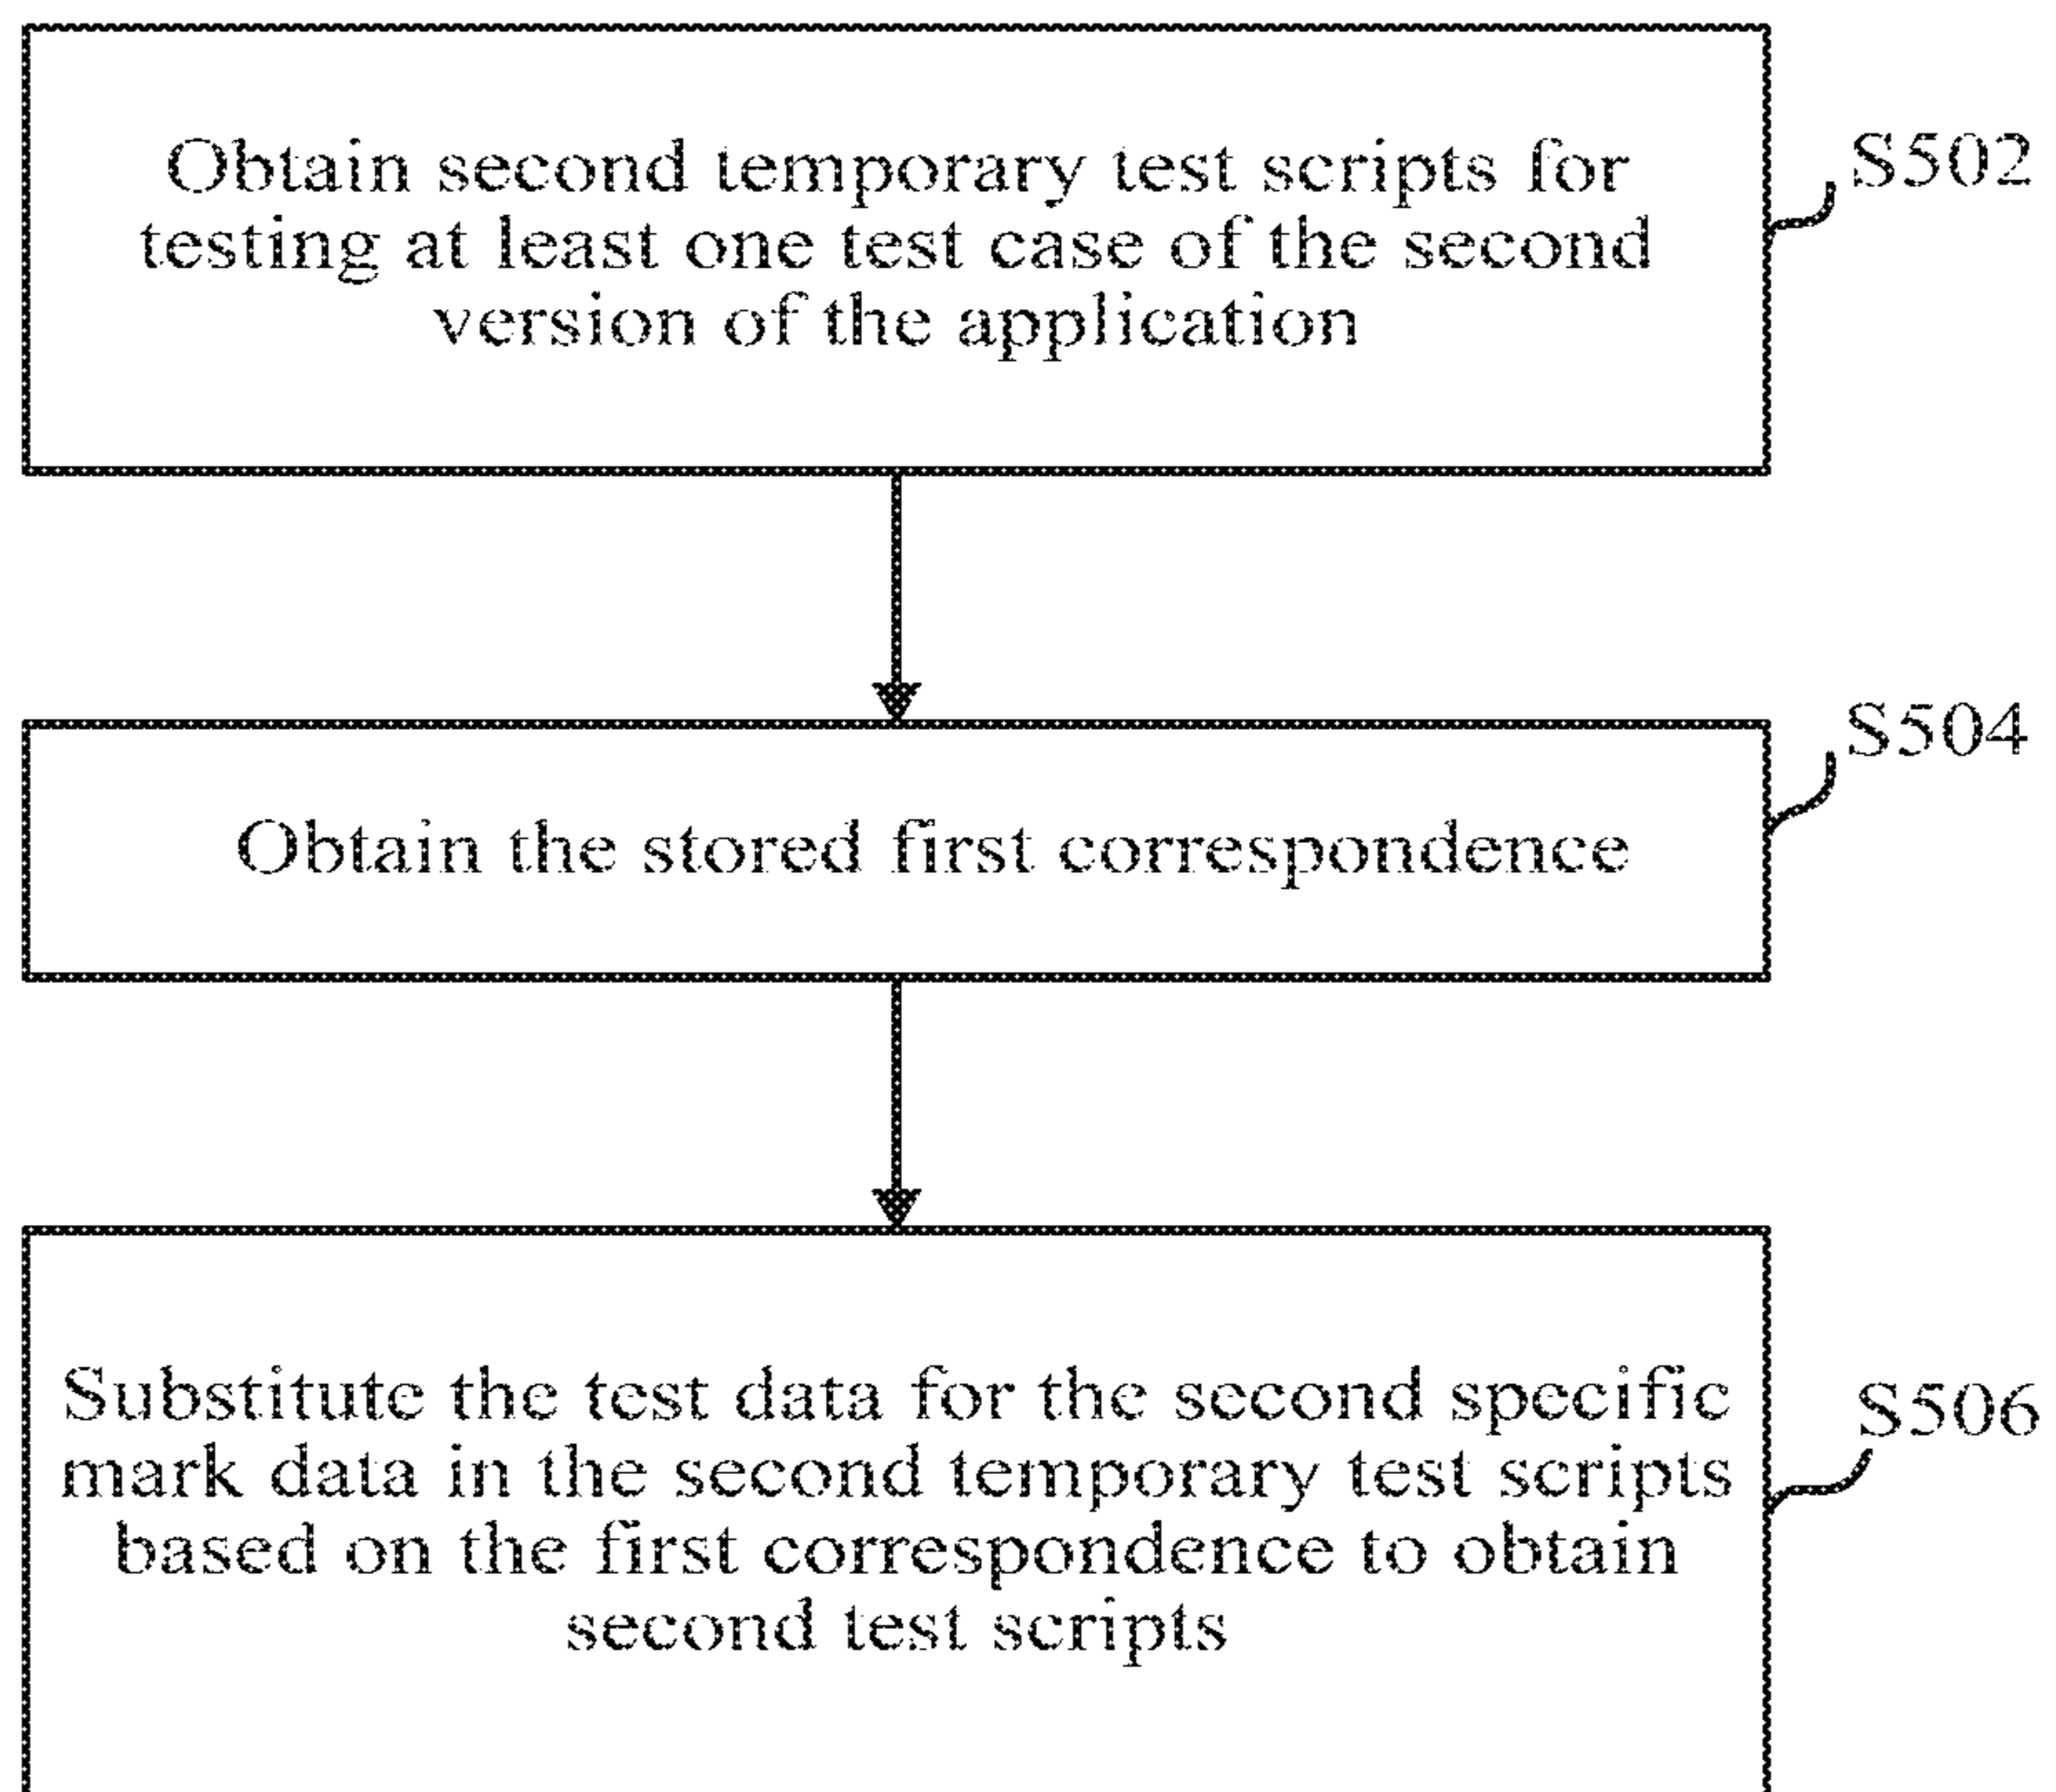 Obtain second temporary test scripts for
testing at least one test case of the second
version of the application
S502
Obtain the stored first correspondence
S504
Substitute the test data for the second specific
mark data in the second temporary test scripts
based on the first correspondence to obtain
second test scripts
S506